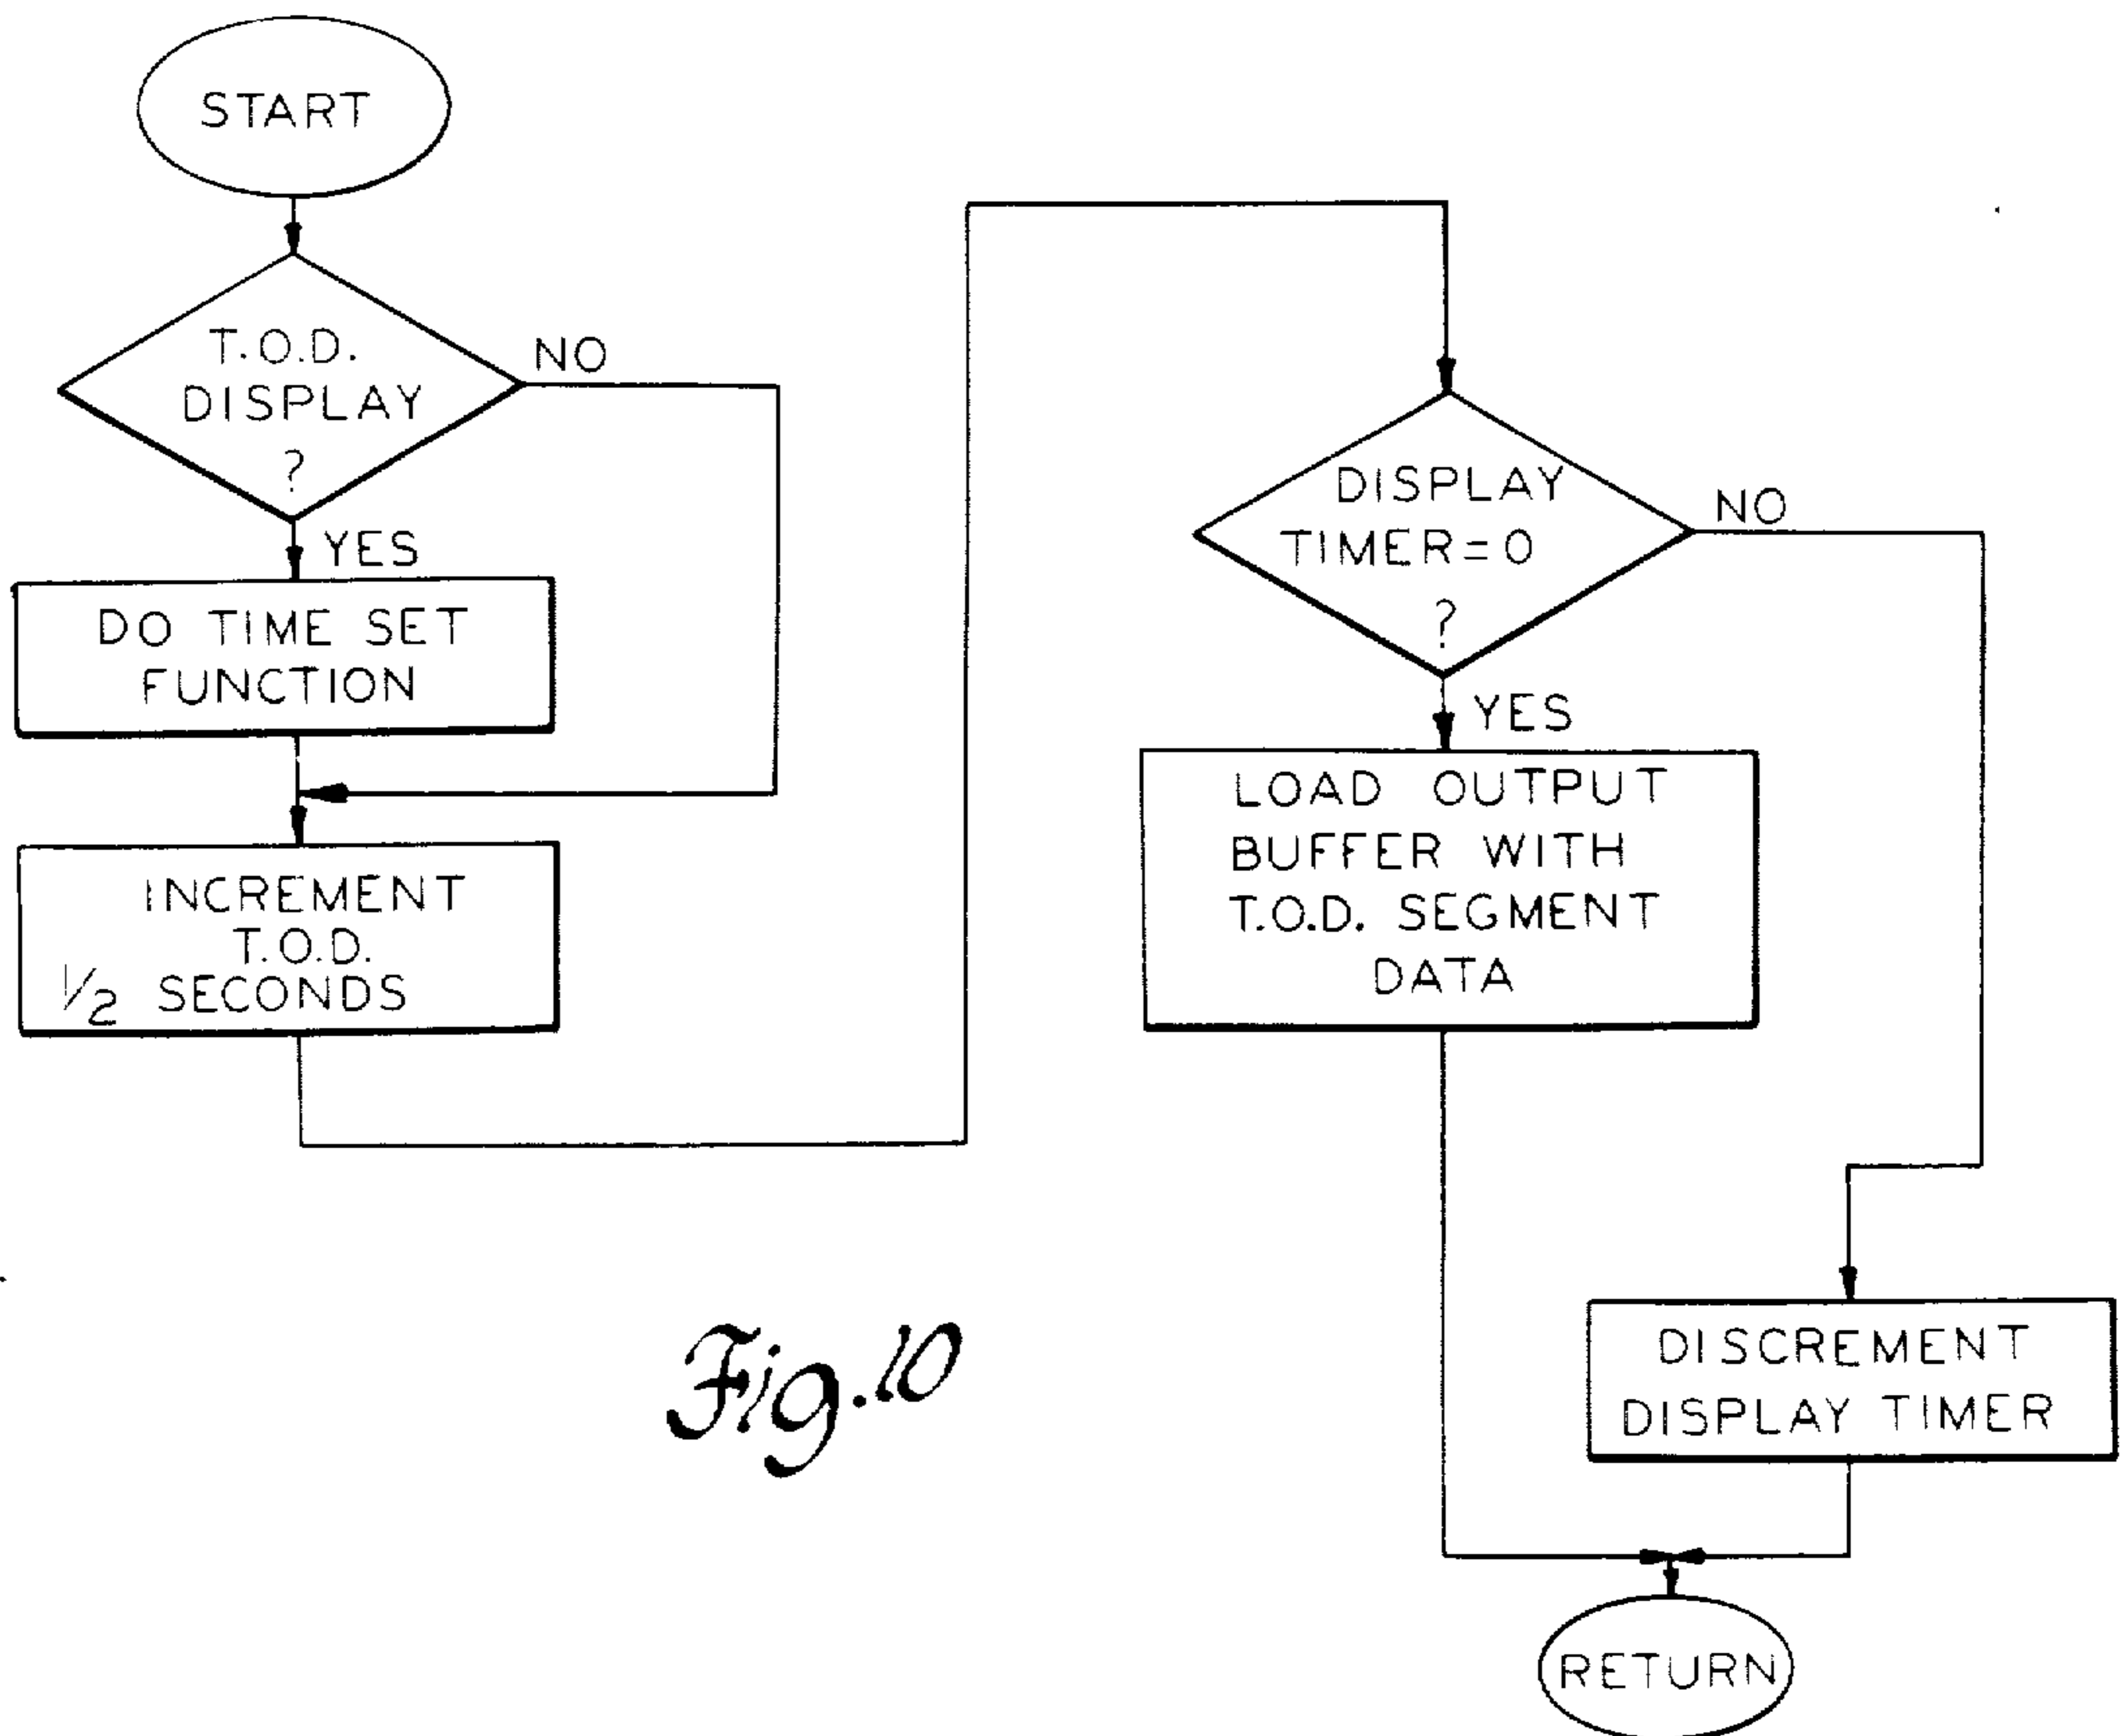 START
T.O.D.
DISPLAY
?
NO
YES
DO TIME SET
FUNCTION
INCREMENT
T.O.D.
1/2 SECONDS
DISPLAY
TIMER=0
?
NO
YES
LOAD OUTPUT
BUFFER WITH
T.O.D. SEGMENT
DATA
DISCREMENT
DISPLAY TIMER
RETURN
Fig. 10